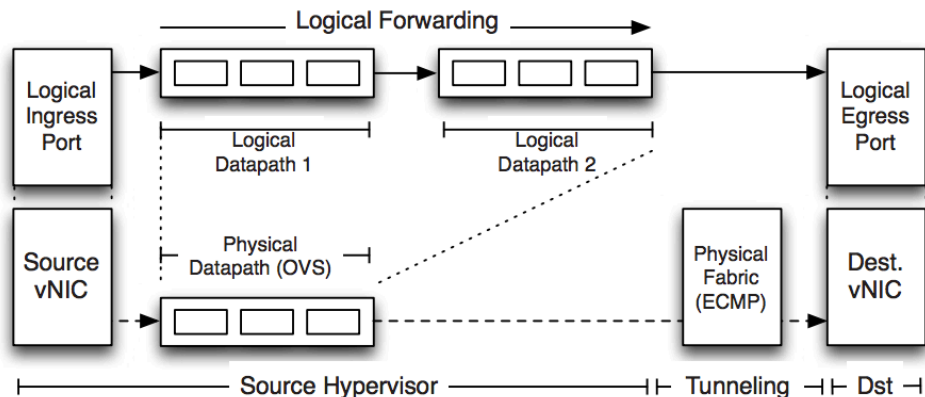 Logical Forwarding
Logical
Ingress
Port
Logical
Datapath 1
Logical
Datapath 2
Logical
Egress
Port
Source
vNIC
Physical
Datapath (OVS)
Physical
Fabric
(ECMP)
Dest.
vNIC
Source Hypervisor
Tunneling
Dst